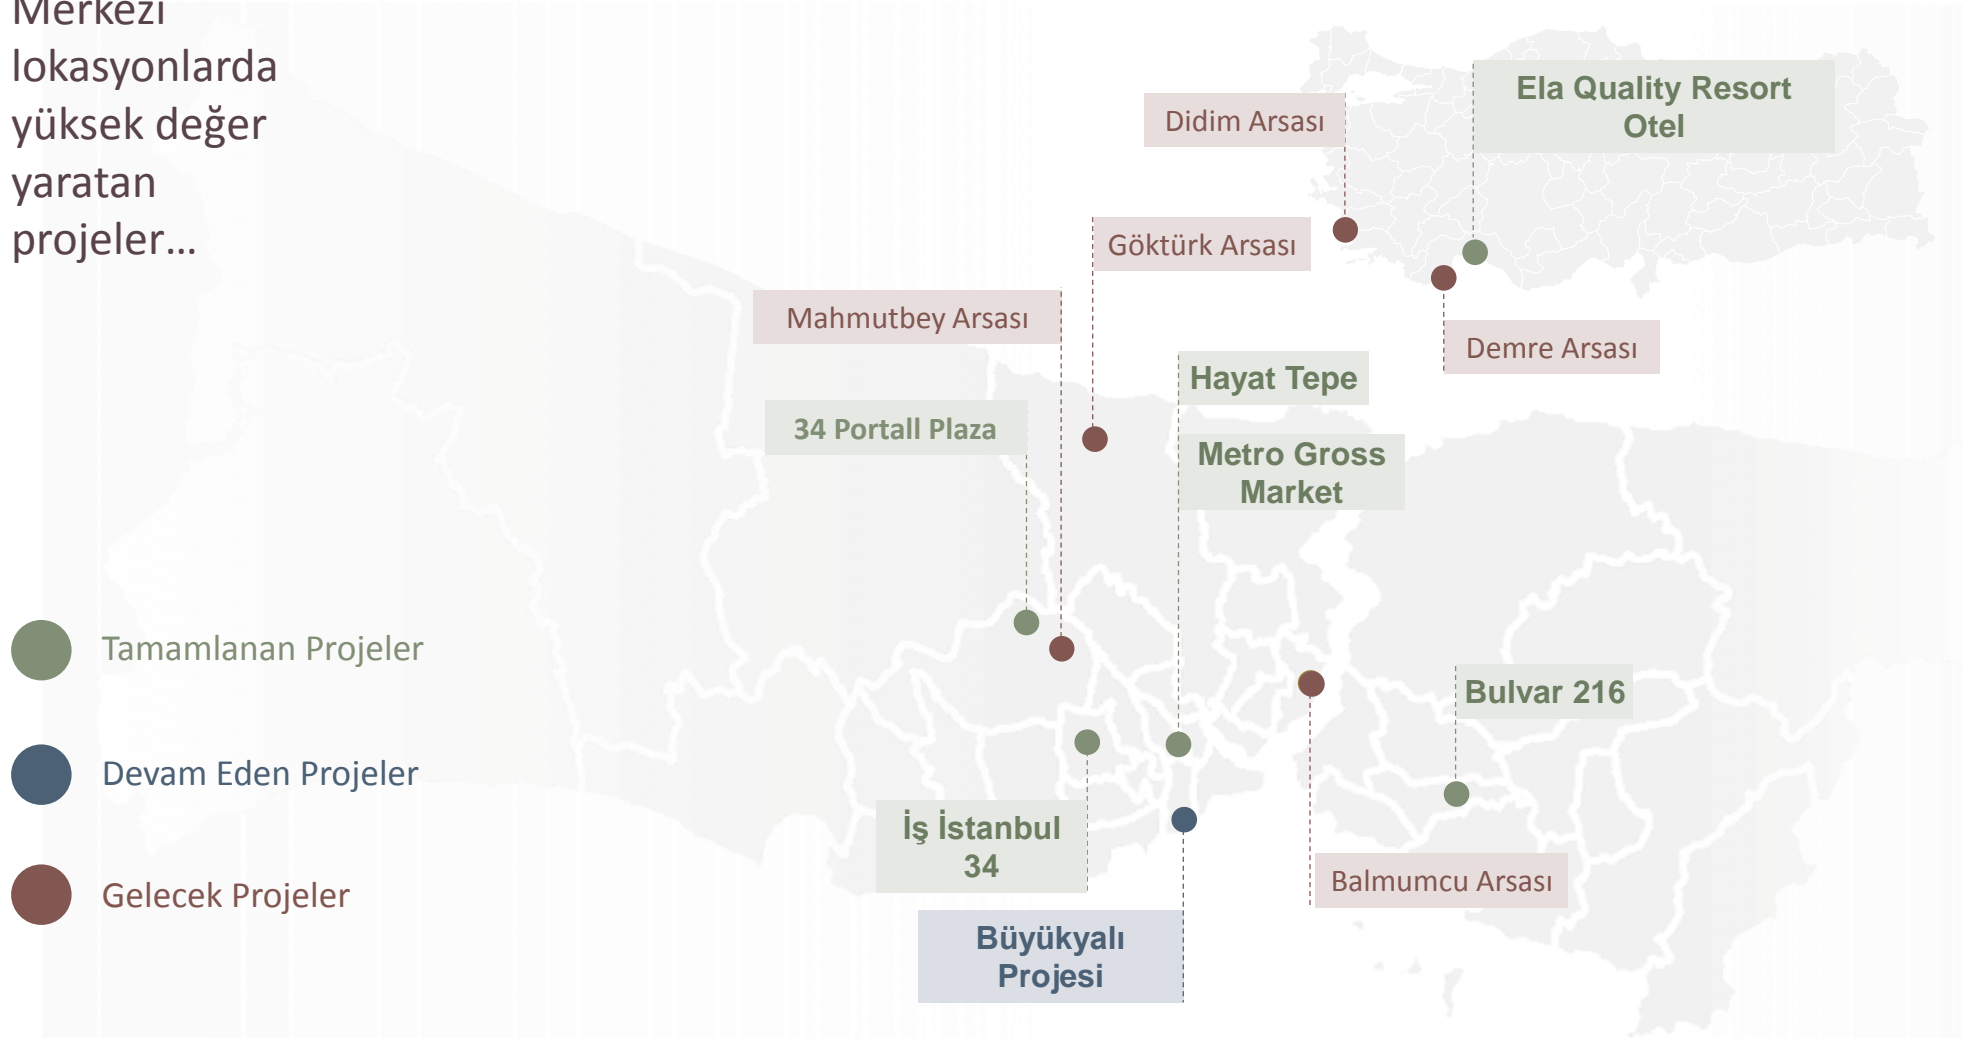 Merkezi
lokasyonlarda
yüksek değer
yaratan
projeler...
Ela Quality Resort
Otel
Didim Arsası
Göktürk Arsası
Mahmutbey Arsası
Demre Arsası
Hayat Tepe
34 Portall Plaza
Metro Gross
Market
Tamamlanan Projeler
Bulvar 216
Devam Eden Projeler
İş İstanbul
34
Gelecek Projeler
Balmumcu Arsası
Büyükyalı
Projesi